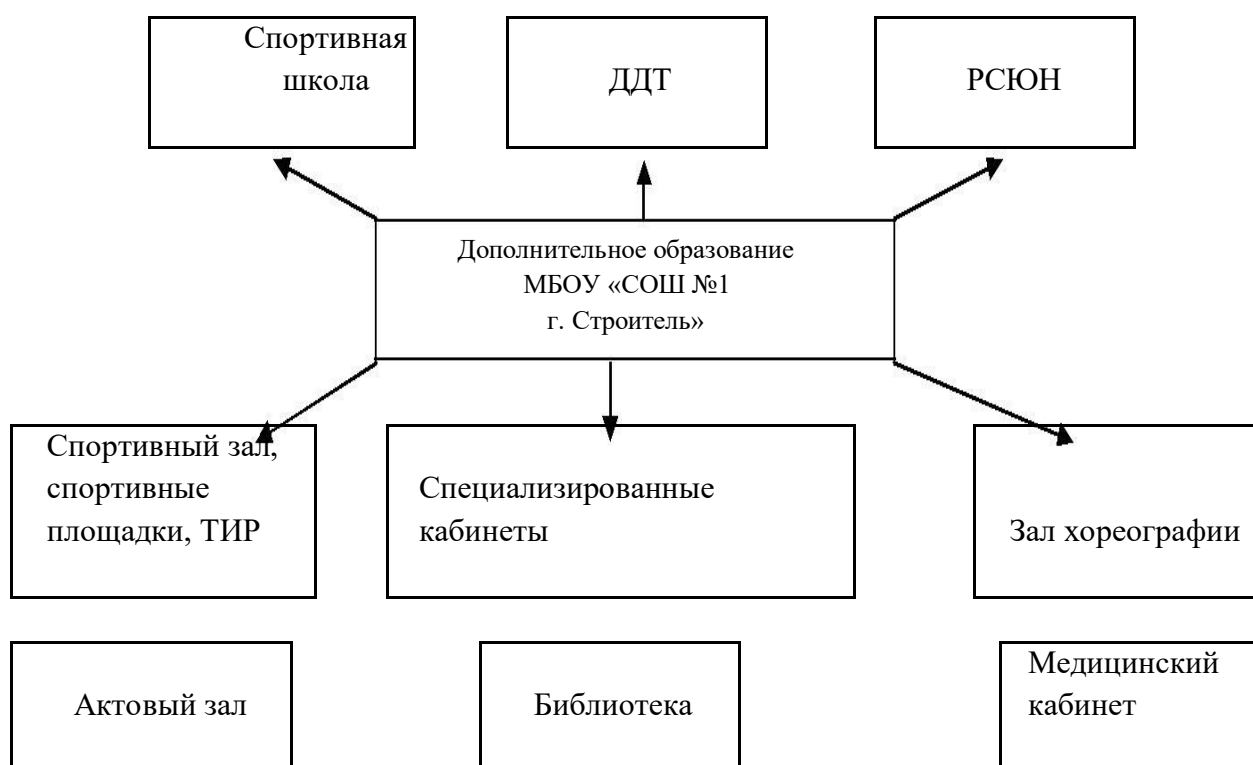 Спортивная
школа
ДДТ
РСЮН
Дополнительное образование
МБОУ «СОШ №1
г. Строитель»
Спортивный зал,
спортивные
площадки, ТИР
Специализированные
кабинеты
Зал хореографии
Актовый зал
Библиотека
Медицинский
кабинет